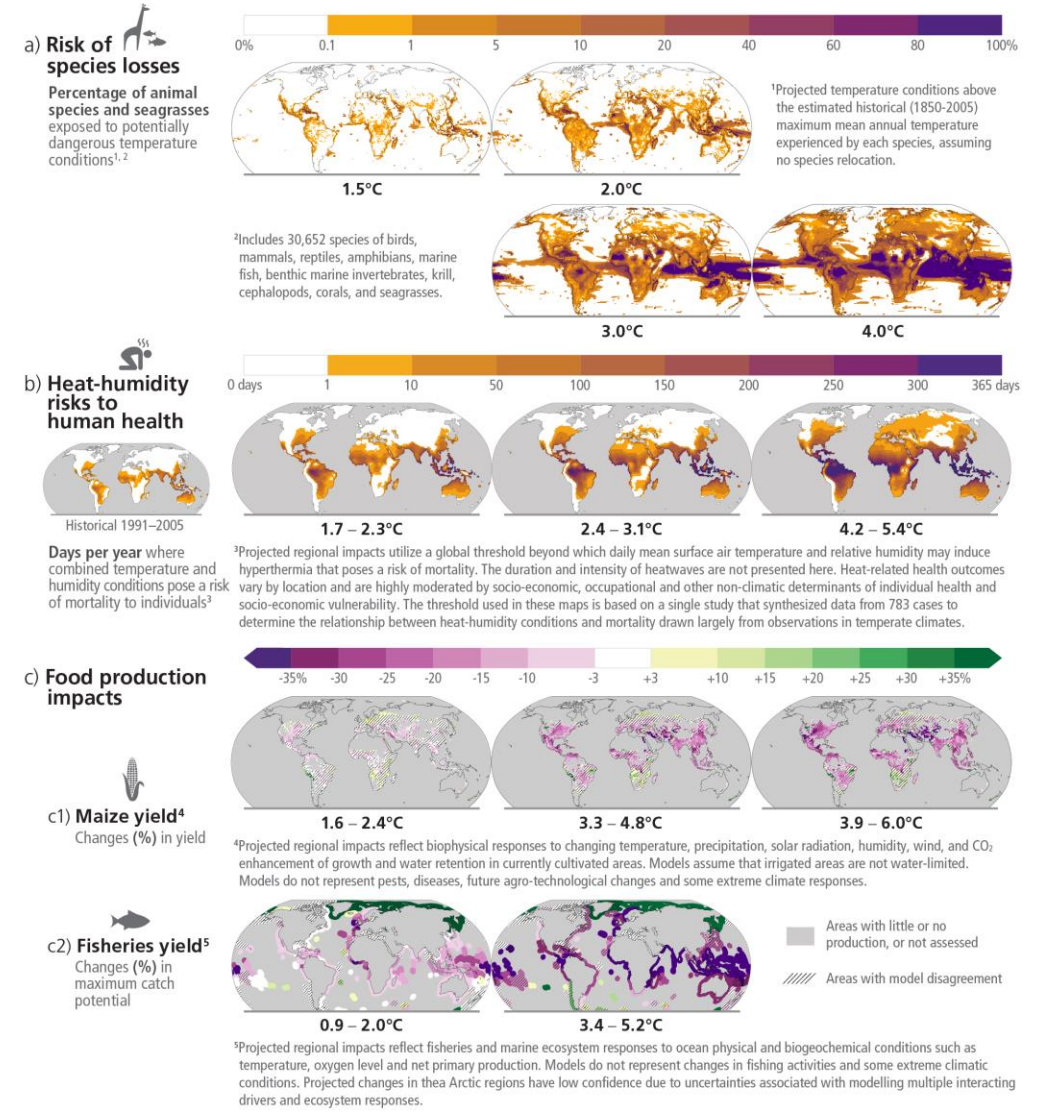 a) Risk of
species losses
Percentage of animal
species and seagrasses
exposed to potentially
dangerous temperature
conditions1, 2
0% 0.1 1 5 10 20 40 60 80 100%
1Projected temperature conditions above
the estimated historical (1850-2005)
maximum mean annual temperature
experienced by each species, assuming
no species relocation.
1.5°C 2.0°C
2Includes 30,652 species of birds,
mammals, reptiles, amphibians, marine
fish, benthic marine invertebrates, krill,
cephalopods, corals, and seagrasses.
3.0°C 4.0°C
b) Heat-humidity
risks to
human health
0 days 1 10 50 100 150 200 250 300 365 days
Historical 1991–2005
Days per year where
combined temperature and
humidity conditions pose a risk
of mortality to individuals3
1.7 – 2.3°C 2.4 – 3.1°C 4.2 – 5.4°C
3Projected regional impacts utilize a global threshold beyond which daily mean surface air temperature and relative humidity may induce
hyperthermia that poses a risk of mortality. The duration and intensity of heatwaves are not presented here. Heat-related health outcomes
vary by location and are highly moderated by socio-economic, occupational and other non-climatic determinants of individual health and
socio-economic vulnerability. The threshold used in these maps is based on a single study that synthesized data from 783 cases to
determine the relationship between heat-humidity conditions and mortality drawn largely from observations in temperate climates.
c) Food production
impacts
-35% -30 -25 -20 -15 -10 -3 +3 +10 +15 +20 +25 +30 +35%
c1) Maize yield4
Changes (%) in yield
1.6 – 2.4°C 3.3 – 4.8°C 3.9 – 6.0°C
4Projected regional impacts reflect biophysical responses to changing temperature, precipitation, solar radiation, humidity, wind, and CO2
enhancement of growth and water retention in currently cultivated areas. Models assume that irrigated areas are not water-limited.
Models do not represent pests, diseases, future agro-technological changes and some extreme climate responses.
c2) Fisheries yield5
Changes (%) in
maximum catch
potential
Areas with little or no
production, or not assessed
Areas with model disagreement
0.9 – 2.0°C 3.4 – 5.2°C
5Projected regional impacts reflect fisheries and marine ecosystem responses to ocean physical and biogeochemical conditions such as
temperature, oxygen level and net primary production. Models do not represent changes in fishing activities and some extreme climatic
conditions. Projected changes in thea Arctic regions have low confidence due to uncertainties associated with modelling multiple interacting
drivers and ecosystem responses.